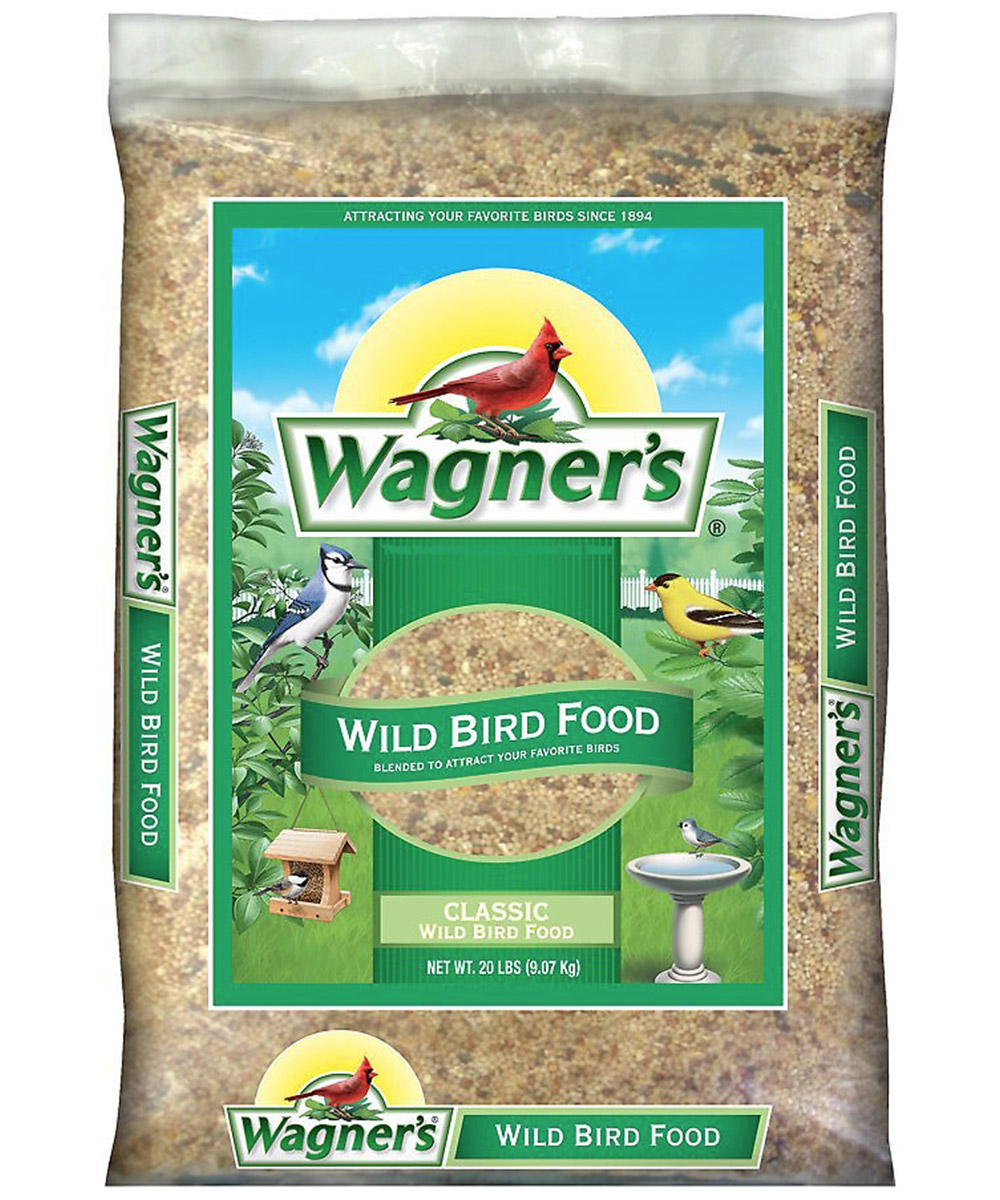 ATTRACTING YOUR FAVORITE BIRDS SINCE 1894
Wagner's®
WILD BIRD FOOD
BLENDED TO ATTRACT YOUR FAVORITE BIRDS
CLASSIC
WILD BIRD FOOD
NET WT. 20 LBS (9.07 Kg)
Wagner's®
WILD BIRD FOOD
WILD BIRD FOOD
Wagner's®
Wagner's®
WILD BIRD FOOD